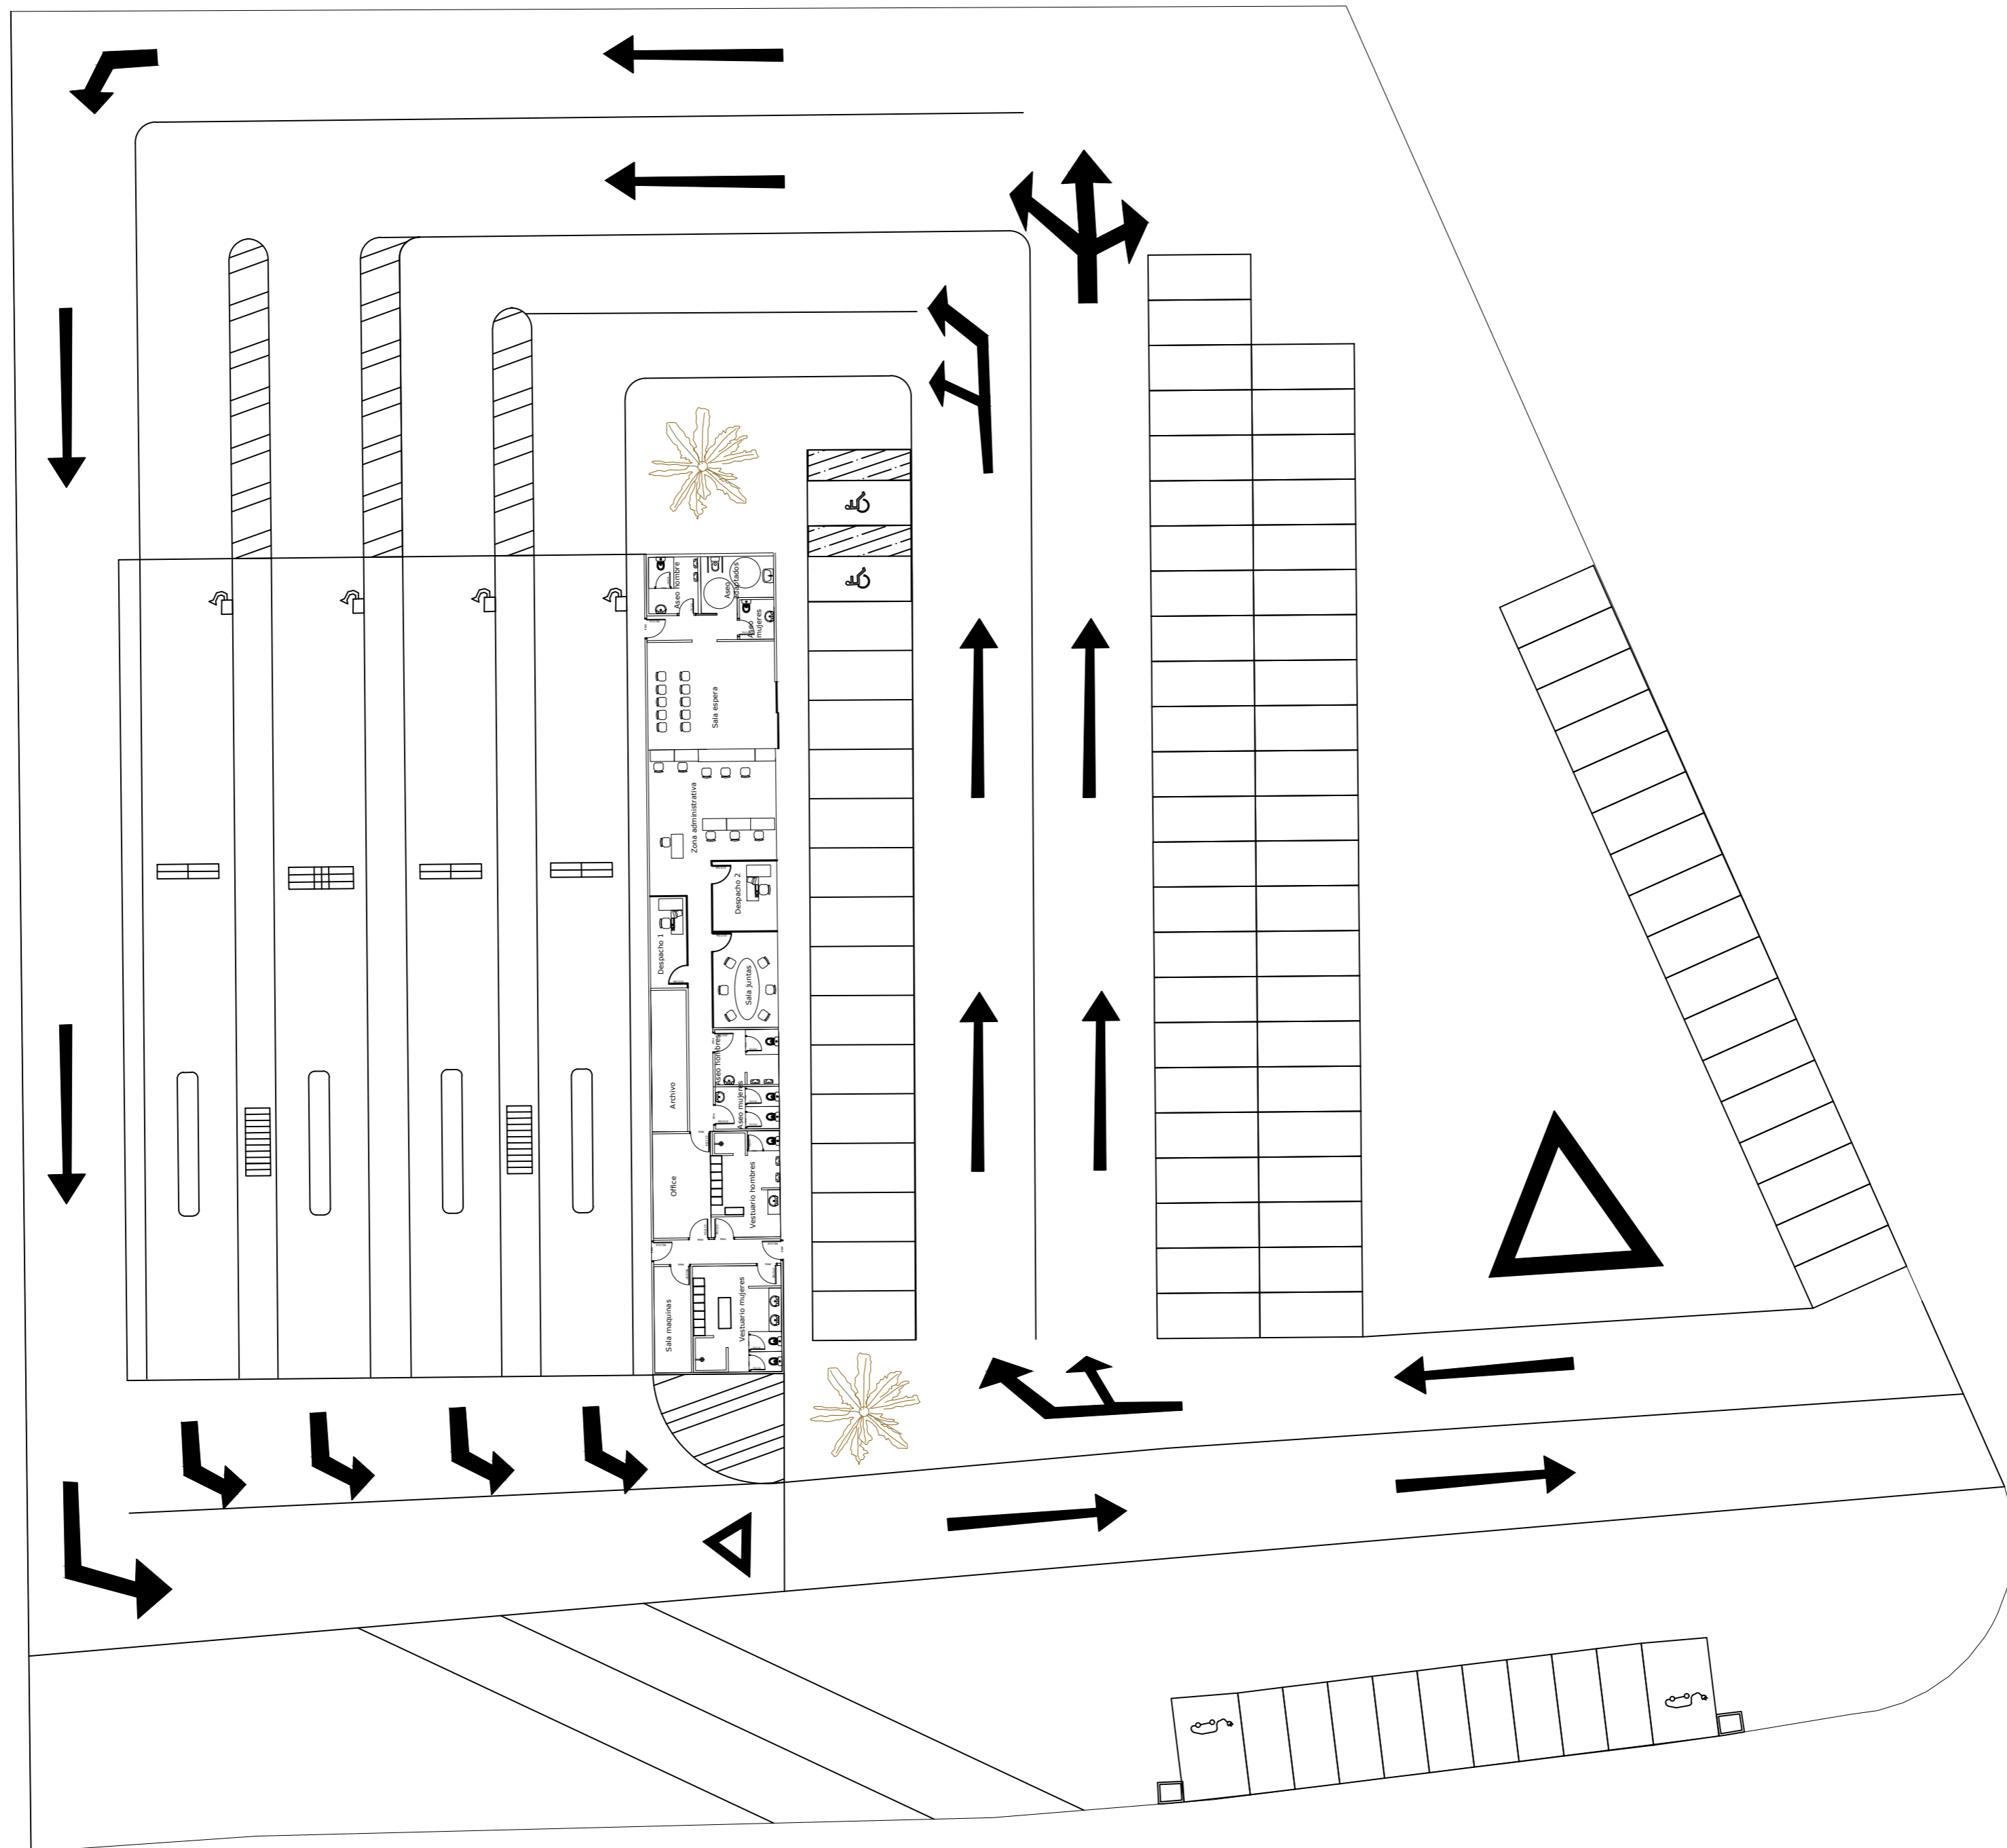 Aseo hombre
Aseo
adaptados
Aseo
mujeres
Sala espera
Zona administrativa
Despacho 2
Despacho 1
Sala Juntas
Aseo hombres
Archivo
Aseo mujeres
Office
Vestuario hombres
Sala maquinas
Vestuario mujeres